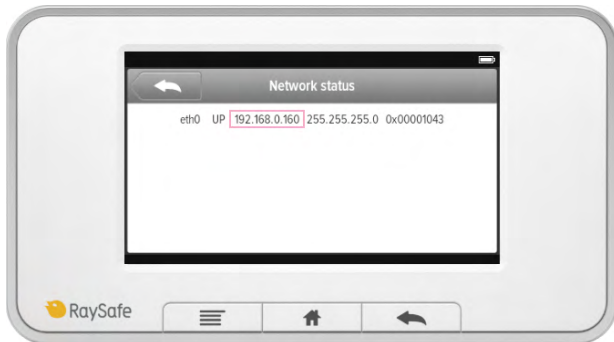 Network status
eth0 UP 192.168.0.160 255.255.255.0 0x00001043
RaySafe